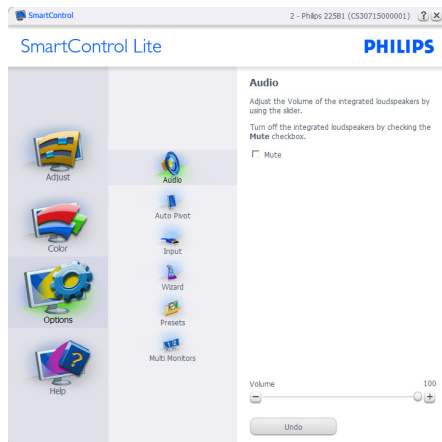 SmartControl
2 - Philips 225B1 (CS30715000001)
SmartControl Lite
PHILIPS
Adjust
Color
Options
Help
Audio
Auto Pivot
Input
Wizard
Presets
Multi Monitors
Audio
Adjust the Volume of the integrated loudspeakers by
using the slider.
Turn off the integrated loudspeakers by checking the
Mute checkbox.
Mute
Volume
100
Undo